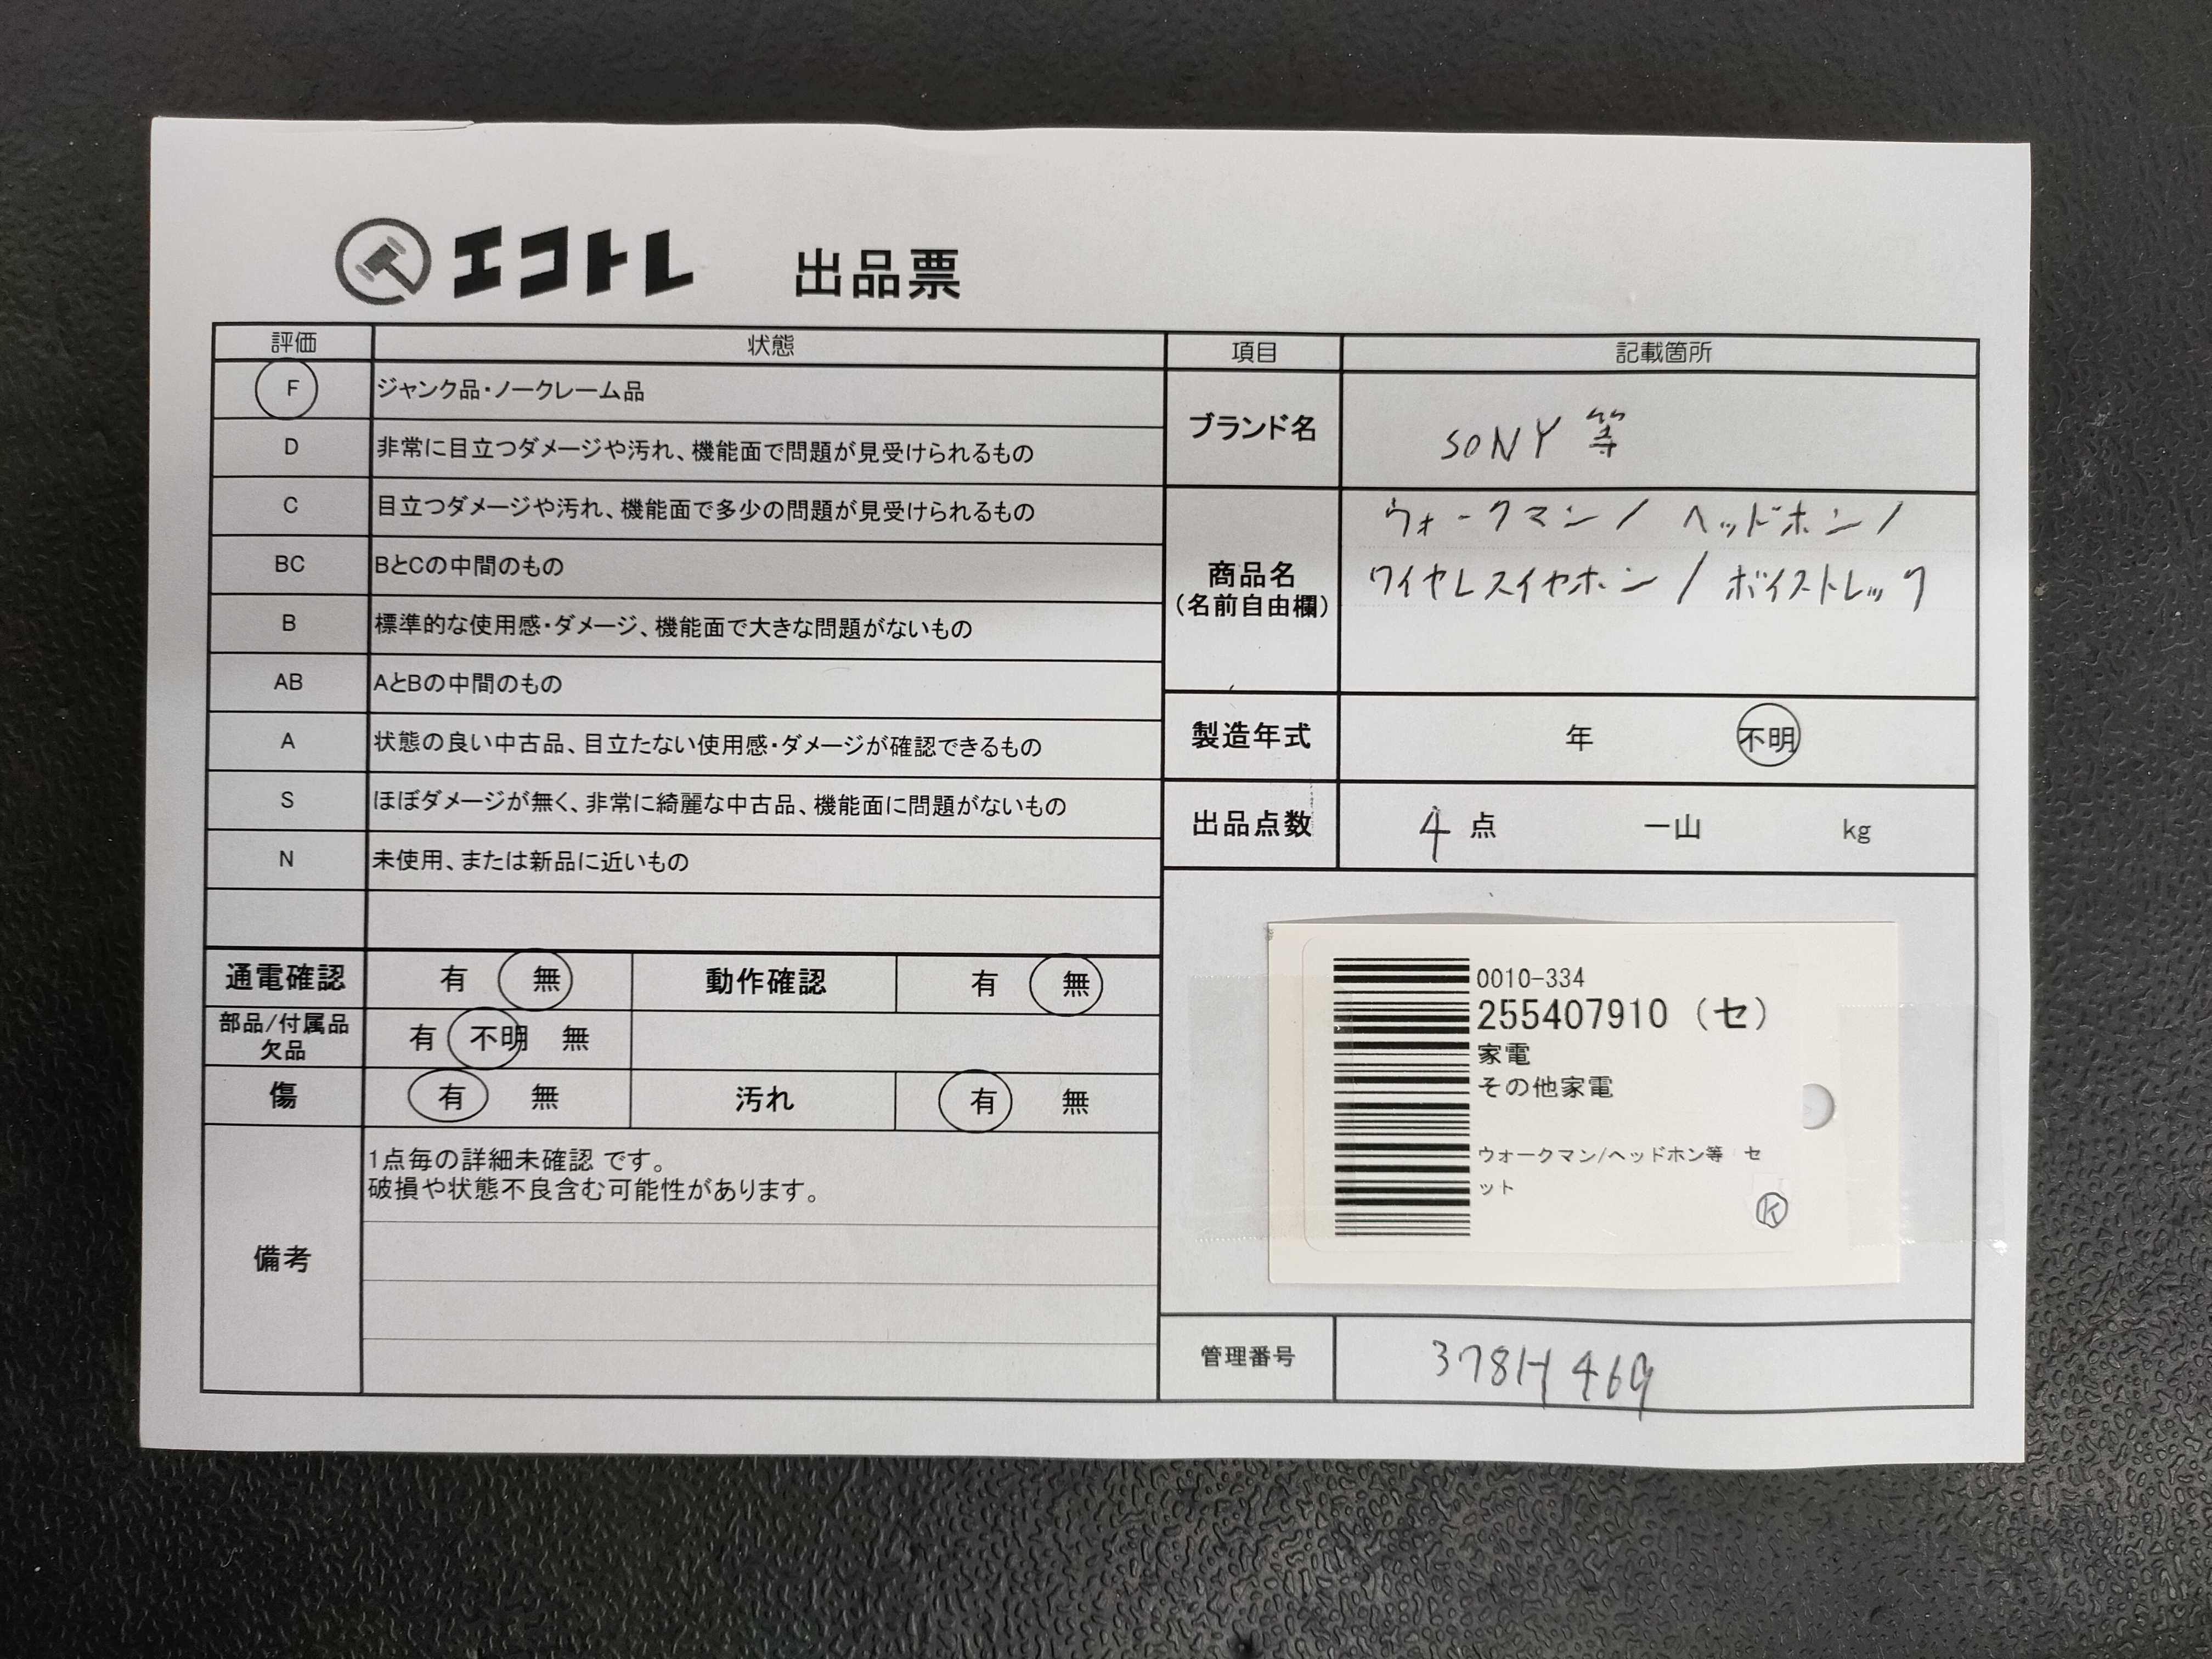 エコトレ 出品票
評価 状態
F ジャンク品・ノークレーム品
D 非常に目立つダメージや汚れ、機能面で問題が見受けられるもの
C 目立つダメージや汚れ、機能面で多少の問題が見受けられるもの
BC BとCの中間のもの
B 標準的な使用感・ダメージ、機能面で大きな問題がないもの
AB AとBの中間のもの
A 状態の良い中古品、目立たない使用感・ダメージが確認できるもの
S ほぼダメージが無く、非常に綺麗な中古品、機能面に問題がないもの
N 未使用、または新品に近いもの
通電確認 有 無 動作確認 有 無
部品/付属品
欠品
有 不明 無
傷 有 無 汚れ 有 無
備考
1点毎の詳細未確認 です。
破損や状態不良含む可能性があります。
項目 記載箇所
ブランド名 SONY 等
商品名
(名前自由欄)
ウォークマン/ ヘッドホン/
ワイヤレスイヤホン / ボイストレック
製造年式 年 不明
出品点数 4 点 一山 kg
0010-334
255407910 (セ)
家電
その他家電
ウォークマン/ヘッドホン等 セ
ット
K
管理番号 378H 469